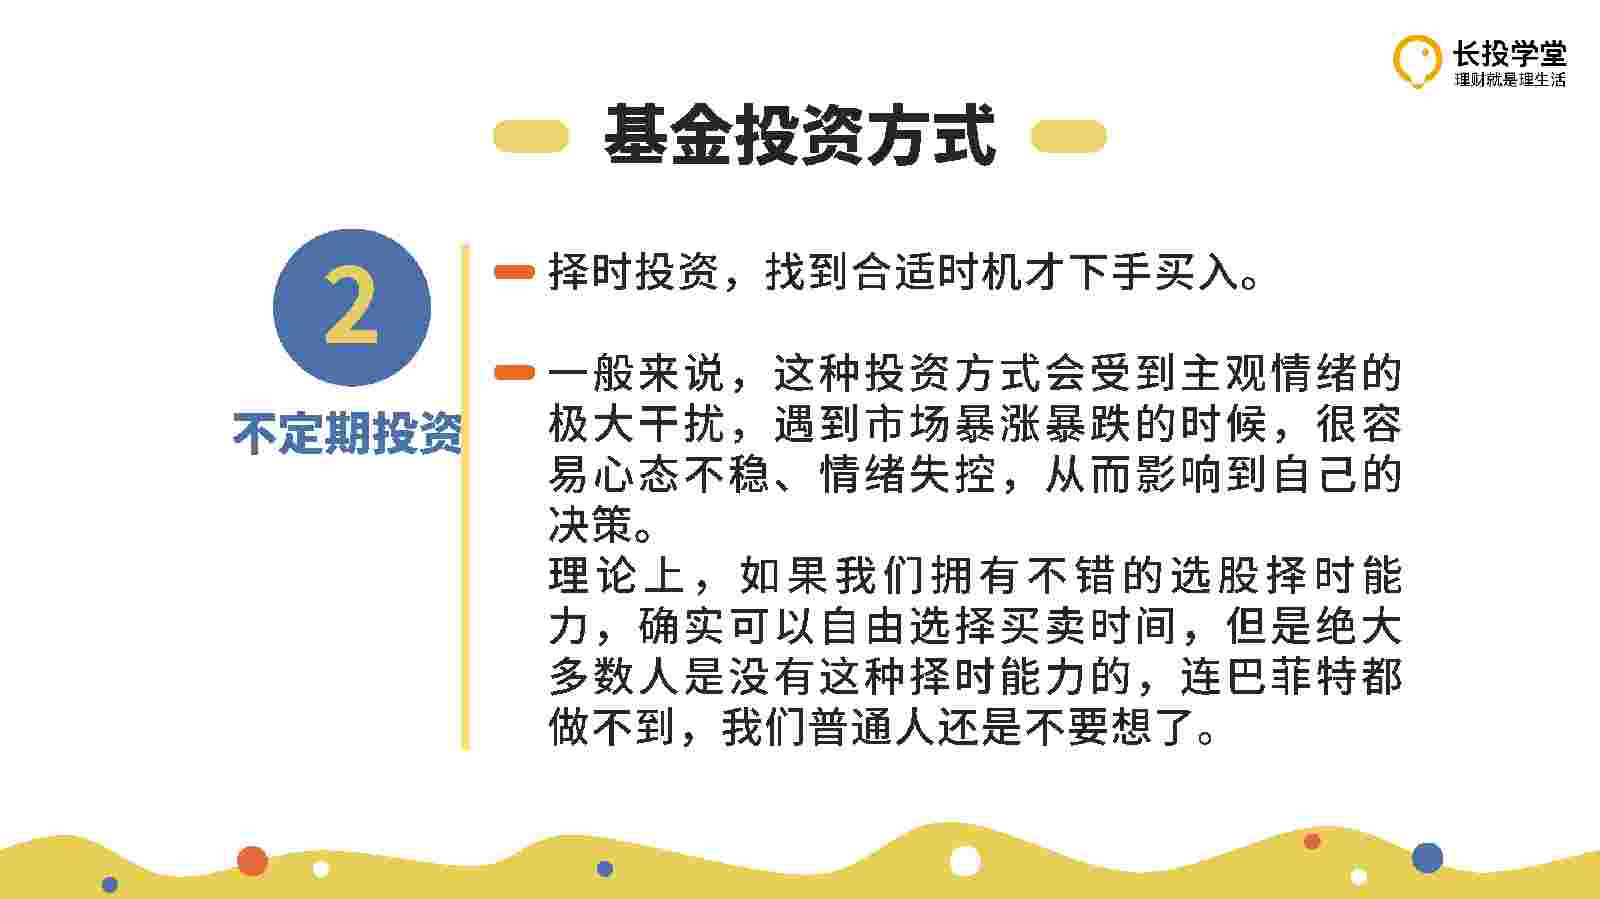 长投学堂
理财就是理生活
基金投资方式
2
不定期投资
择时投资，找到合适时机才下手买入。
一般来说，这种投资方式会受到主观情绪的
极大干扰，遇到市场暴涨暴跌的时候，很容
易心态不稳、情绪失控，从而影响到自己的
决策。
理论上，如果我们拥有不错的选股择时能
力，确实可以自由选择买卖时间，但是绝大
多数人是没有这种择时能力的，连巴菲特都
做不到，我们普通人还是不要想了。